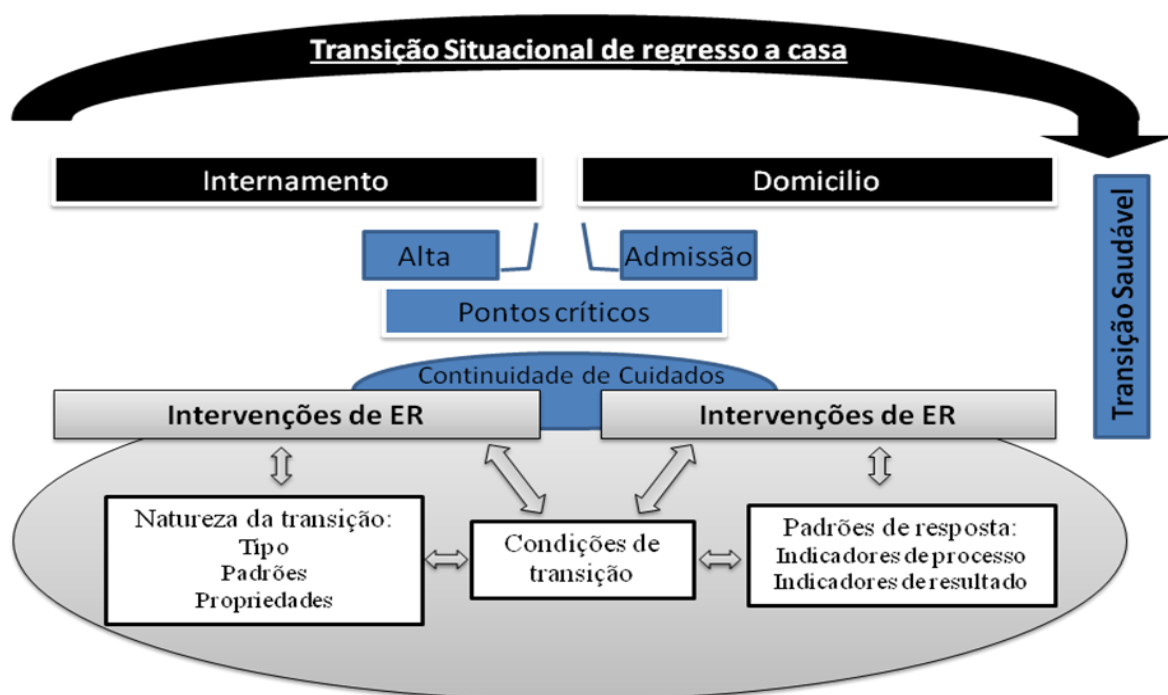 Transição Situacional de regresso a casa
Internamento
Domicilio
Alta
Admissão
Pontos críticos
Continuidade de Cuidados
Intervenções de ER
Intervenções de ER
Natureza da transição:
Tipo
Padrões
Propriedades
Condições de
transição
Padrões de resposta:
Indicadores de processo
Indicadores de resultado
Transição Saudável